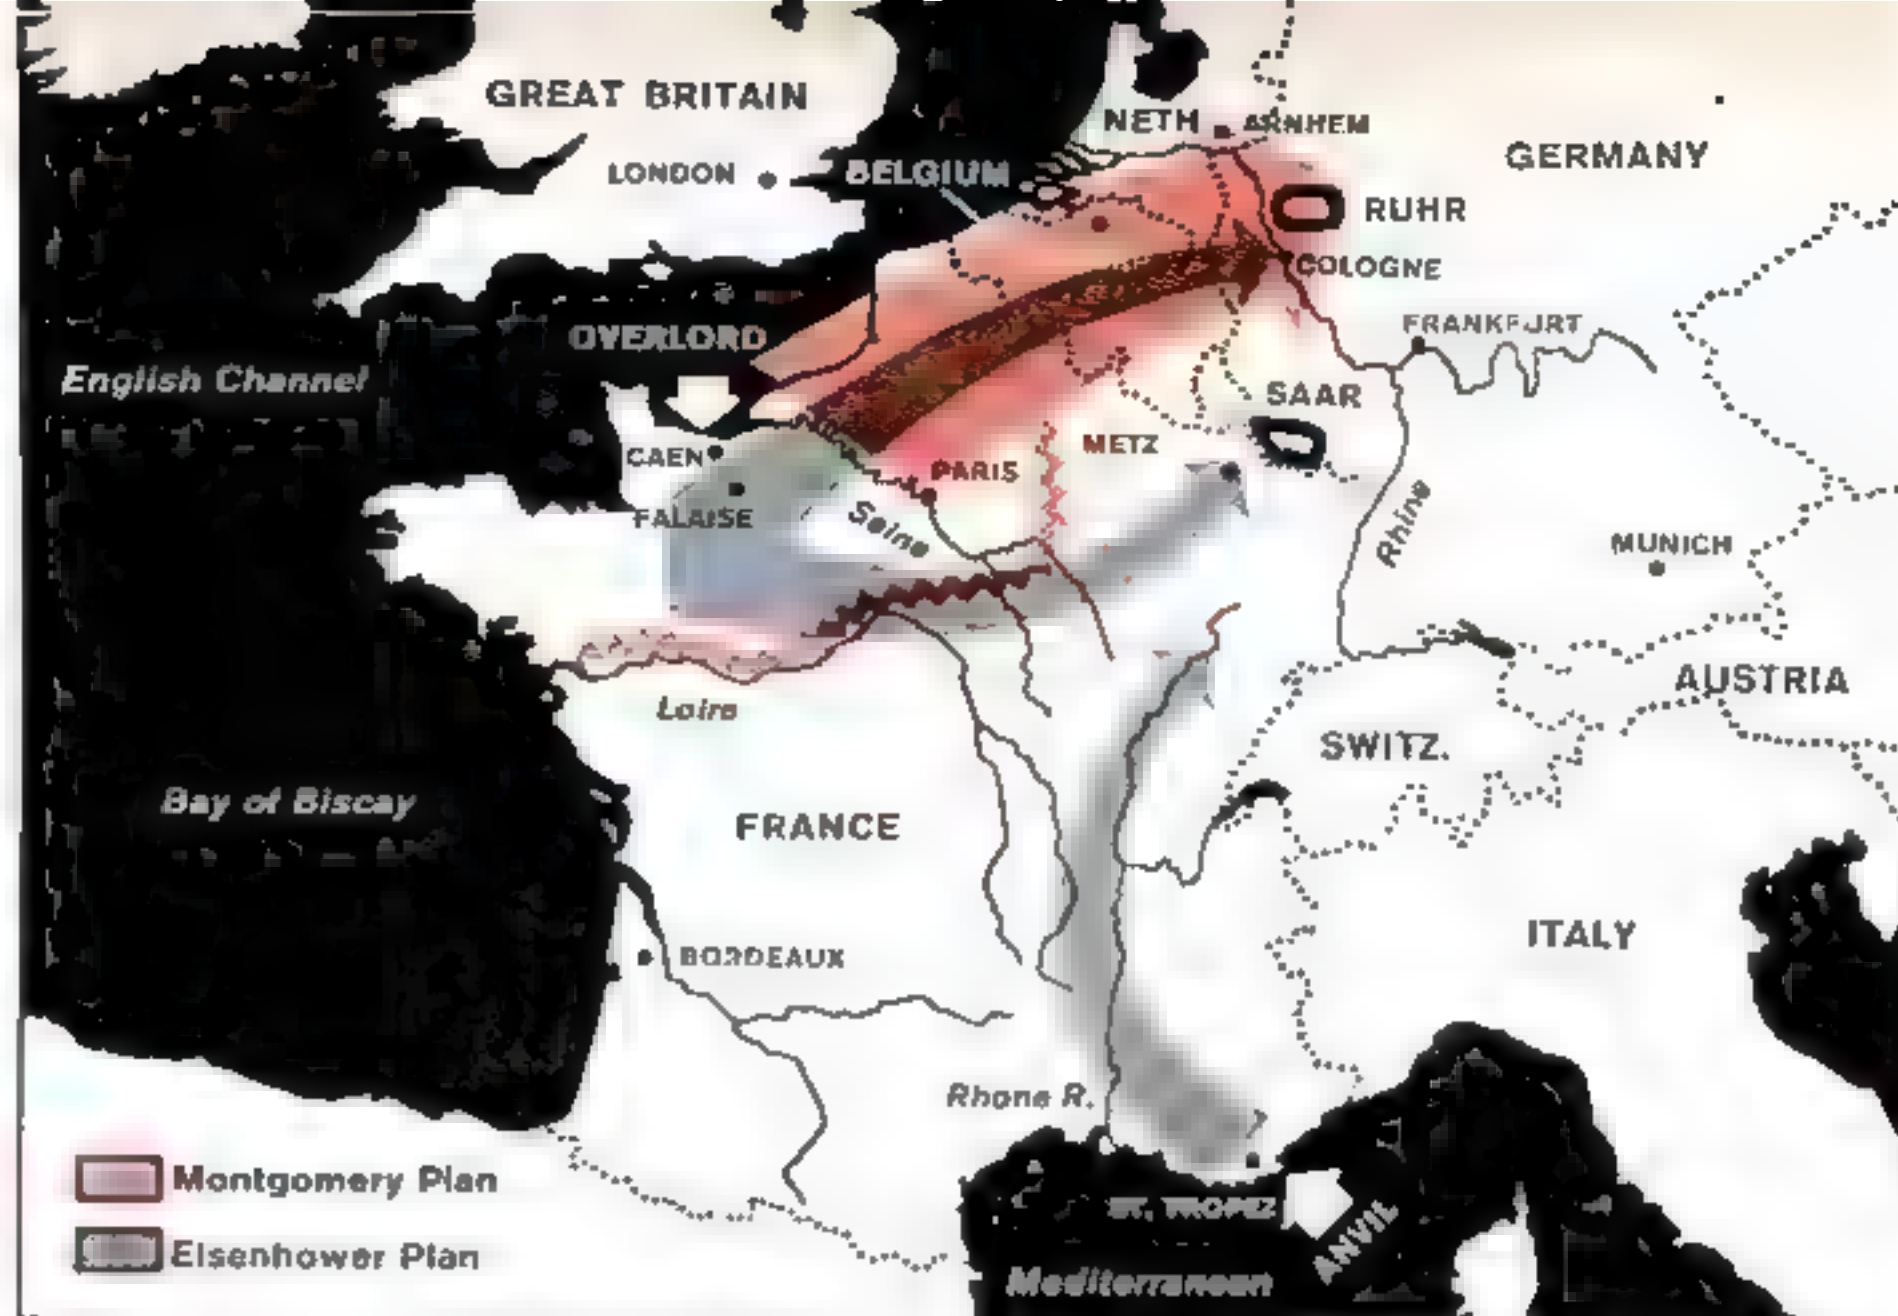 GREAT BRITAIN
NETH
ARNHEM
GERMANY
LONDON
BELGIUM
RUHR
COLOGNE
OVERLORD
FRANKFURT
English Channel
SAAR
CAEN
METZ
PARIS
FALAISE
Seine
Rhine
MUNICH
Loire
AUSTRIA
SWITZ.
Bay of Biscay
FRANCE
ITALY
BORDEAUX
Rhone R.
Montgomery Plan
ST. TROPEZ
ANVIL
Eisenhower Plan
Mediterranean